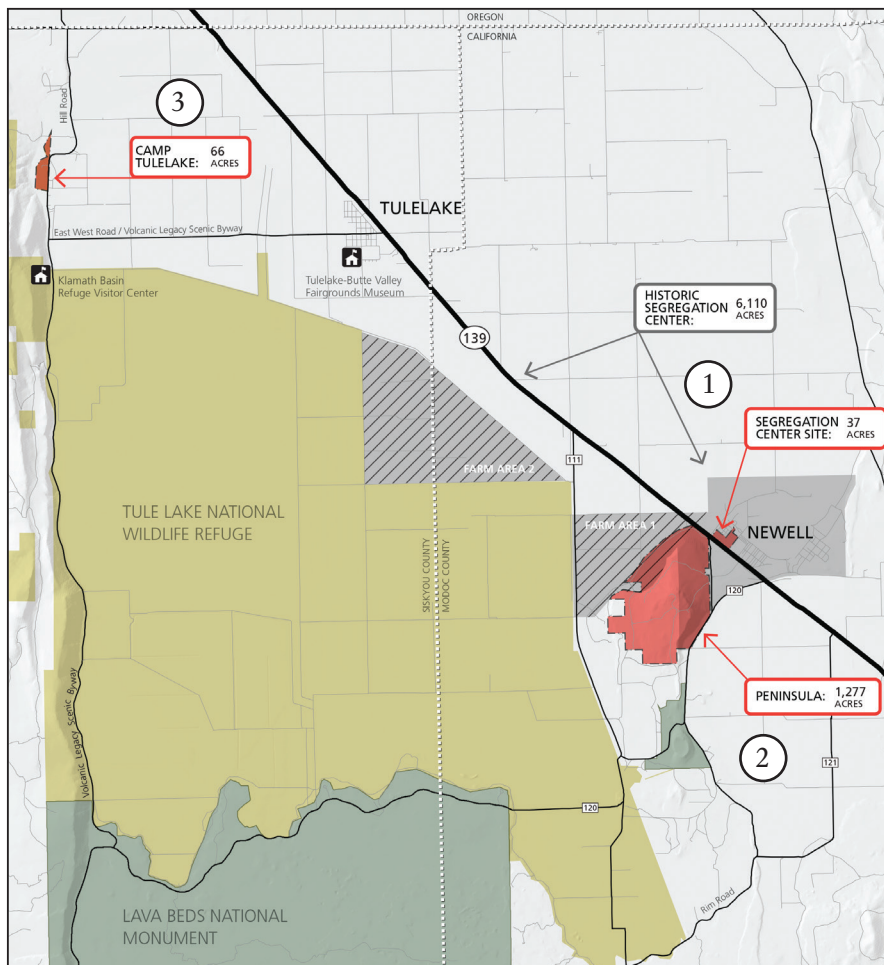 OREGON
CALIFORNIA
Hill Road
3
CAMP 66
TULELAKE: ACRES
TULELAKE
East West Road / Volcanic Legacy Scenic Byway
Klamath Basin
Refuge Visitor Center
Tulelake-Butte Valley
Fairgrounds Museum
139
HISTORIC
SEGREGATION 6,110
CENTER: ACRES
1
SEGREGATION 37
CENTER SITE: ACRES
111
FARM AREA 2
FARM AREA 1
NEWELL
TULE LAKE NATIONAL
WILDLIFE REFUGE
SISKYOU COUNTY
MODOC COUNTY
120
PENINSULA: 1,277
ACRES
2
121
Volcanic Legacy Scenic Byway
120
Rim Road
LAVA BEDS NATIONAL
MONUMENT